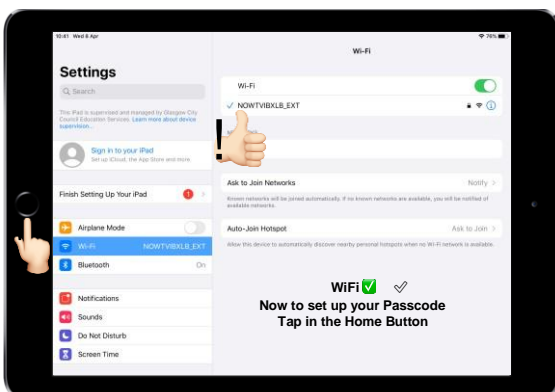 10:41 Wed 6 Apr
76%
Settings
Search
This iPad is supervised and managed by Glasgow City
Council Education Services. Learn more about device
supervision...
Sign in to your iPad
Set up iCloud, the App Store and more.
Finish Setting Up Your iPad 1
Airplane Mode
Wi-Fi NOWTVIBXLB_EXT
Bluetooth On
Notifications
Sounds
Do Not Disturb
Screen Time
Wi-Fi
Wi-Fi
NOWTVIBXLB_EXT
Ask to Join Networks Notify
Known networks will be joined automatically. If no known networks are available, you will be notified of
available networks.
Auto-Join Hotspot Ask to Join
Allow this device to automatically discover nearby personal hotspots when no Wi-Fi network is available.
!
WiFi ✅ ✓
Now to set up your Passcode
Tap in the Home Button